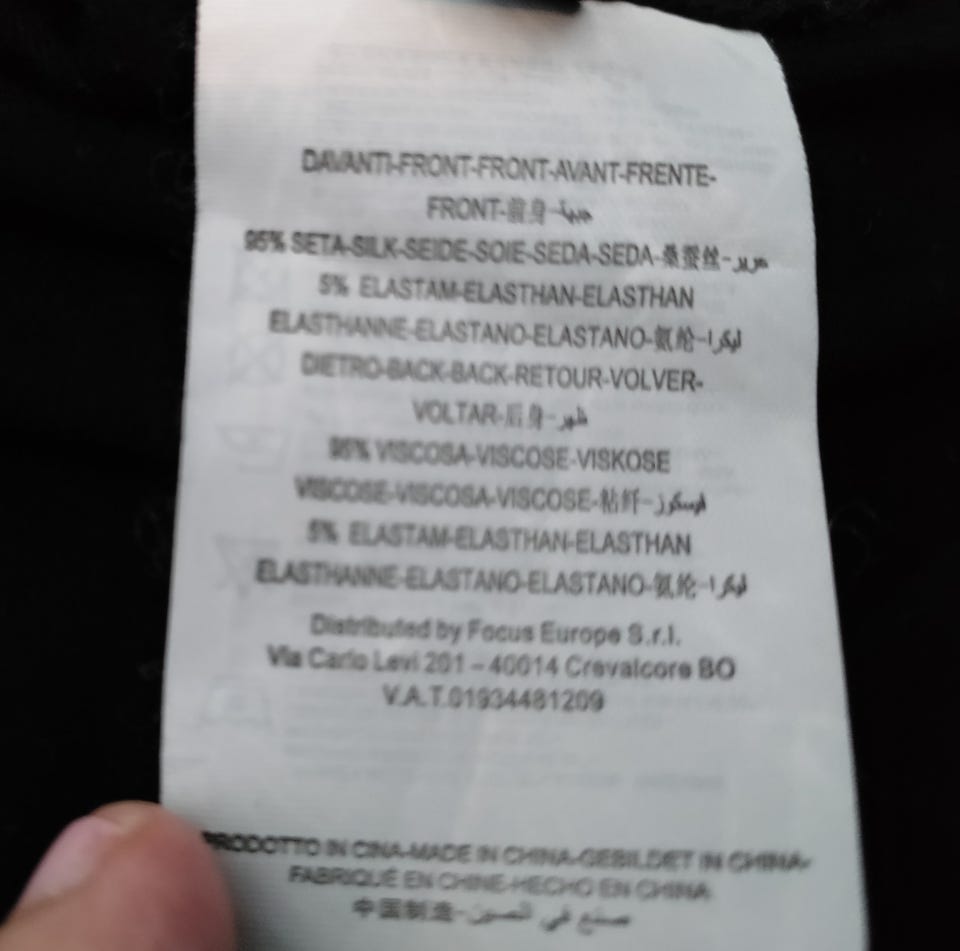 DAVANTI-FRONT-FRONT-AVANT-FRENTE-
FRONT-前身-جبهة
95% SETA-SILK-SEIDE-SOIE-SEDA-SEDA-桑蚕丝-حرير
5% ELASTAM-ELASTHAN-ELASTHAN
ELASTHANNE-ELASTANO-ELASTANO-氨纶-ليكرا
DIETRO-BACK-BACK-RETOUR-VOLVER-
VOLTAR-后身-ظهر
95% VISCOSA-VISCOSE-VISKOSE
VISCOSE-VISCOSA-VISCOSE-粘纤-فيسكوز
5% ELASTAM-ELASTHAN-ELASTHAN
ELASTHANNE-ELASTANO-ELASTANO-氨纶-ليكرا
Distributed by Focus Europe S.r.l.
Via Carlo Levi 201 – 40014 Crevalcore BO
V.A.T.01934481209
PRODOTTO IN CINA-MADE IN CHINA-GEBILDET IN CHINA-
FABRIQUÉ EN CHINE-HECHO EN CHINA
中国制造-صنع في الصين